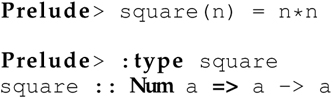 Prelude> square(n) = n*n
Prelude> :type square
square :: Num a => a -> a